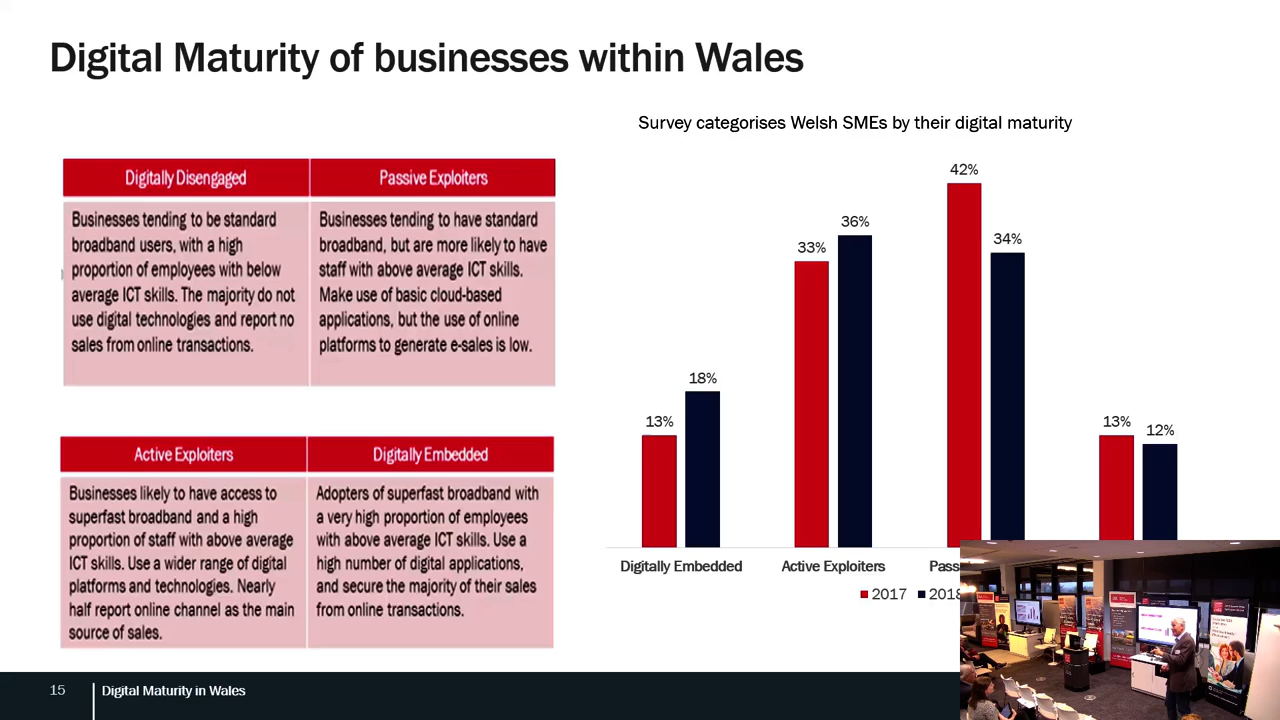 Digital Maturity of businesses within Wales
Digitally Disengaged
Businesses tending to be standard
broadband users, with a high
proportion of employees with below
average ICT skills. The majority do not
use digital technologies and report no
sales from online transactions.
Passive Exploiters
Businesses tending to have standard
broadband, but are more likely to have
staff with above average ICT skills.
Make use of basic cloud-based
applications, but the use of online
platforms to generate e-sales is low.
Active Exploiters
Businesses likely to have access to
superfast broadband and a high
proportion of staff with above average
ICT skills. Use a wider range of digital
platforms and technologies. Nearly
half report online channel as the main
source of sales.
Digitally Embedded
Adopters of superfast broadband with
a very high proportion of employees
with above average ICT skills. Use a
high number of digital applications,
and secure the majority of their sales
from online transactions.
Survey categorises Welsh SMEs by their digital maturity
13%
18%
33%
36%
42%
34%
13%
12%
Digitally Embedded
Active Exploiters
Pass
2017
2018
15
Digital Maturity in Wales